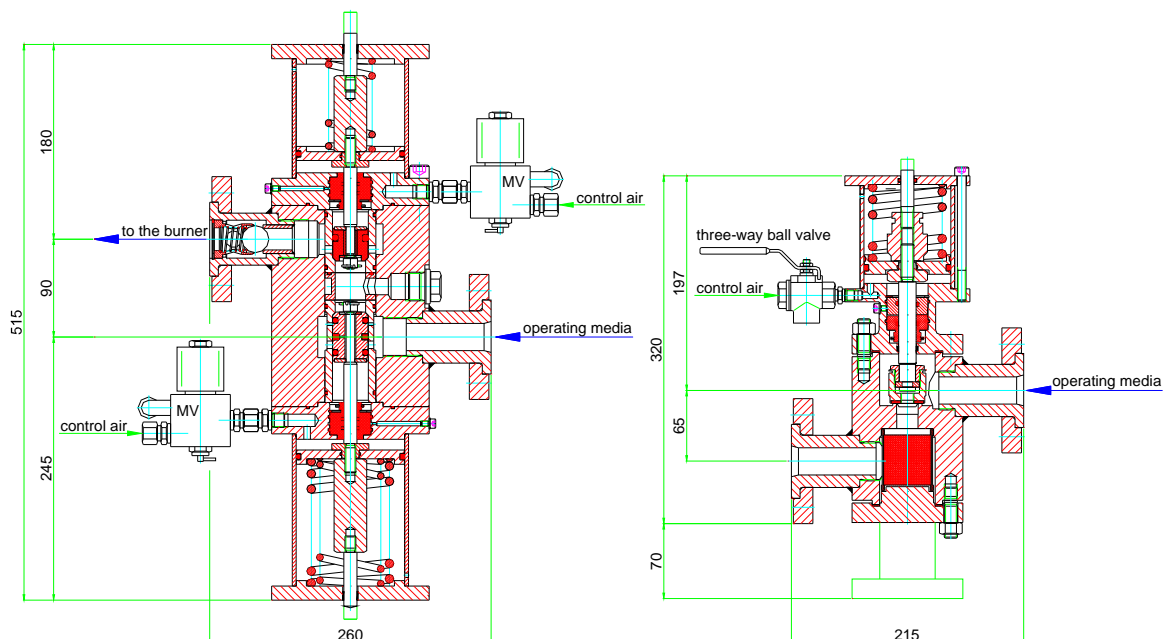 180
MV
control air
to the burner
90
515
operating media
MV
control air
245
260
three-way ball valve
control air
197
320
operating media
65
70
215